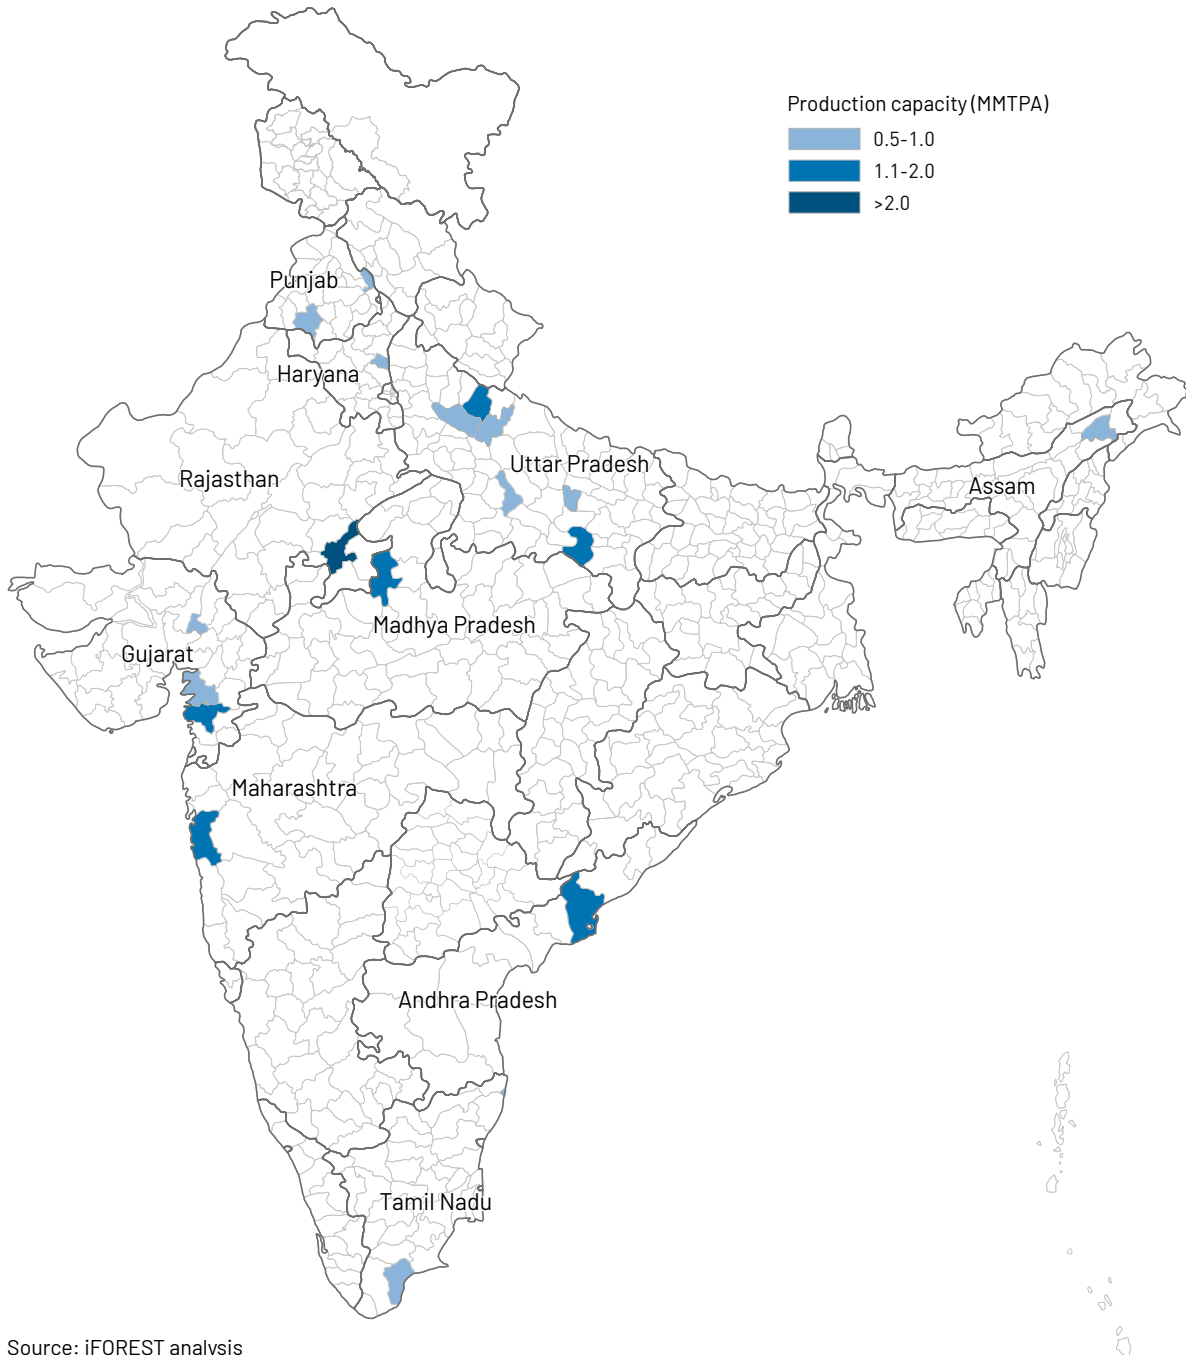 Production capacity (MMTPA)
0.5-1.0
1.1-2.0
>2.0
Punjab
Haryana
Uttar Pradesh
Rajasthan
Assam
Madhya Pradesh
Gujarat
Maharashtra
Andhra Pradesh
Tamil Nadu
Source: iFOREST analysis